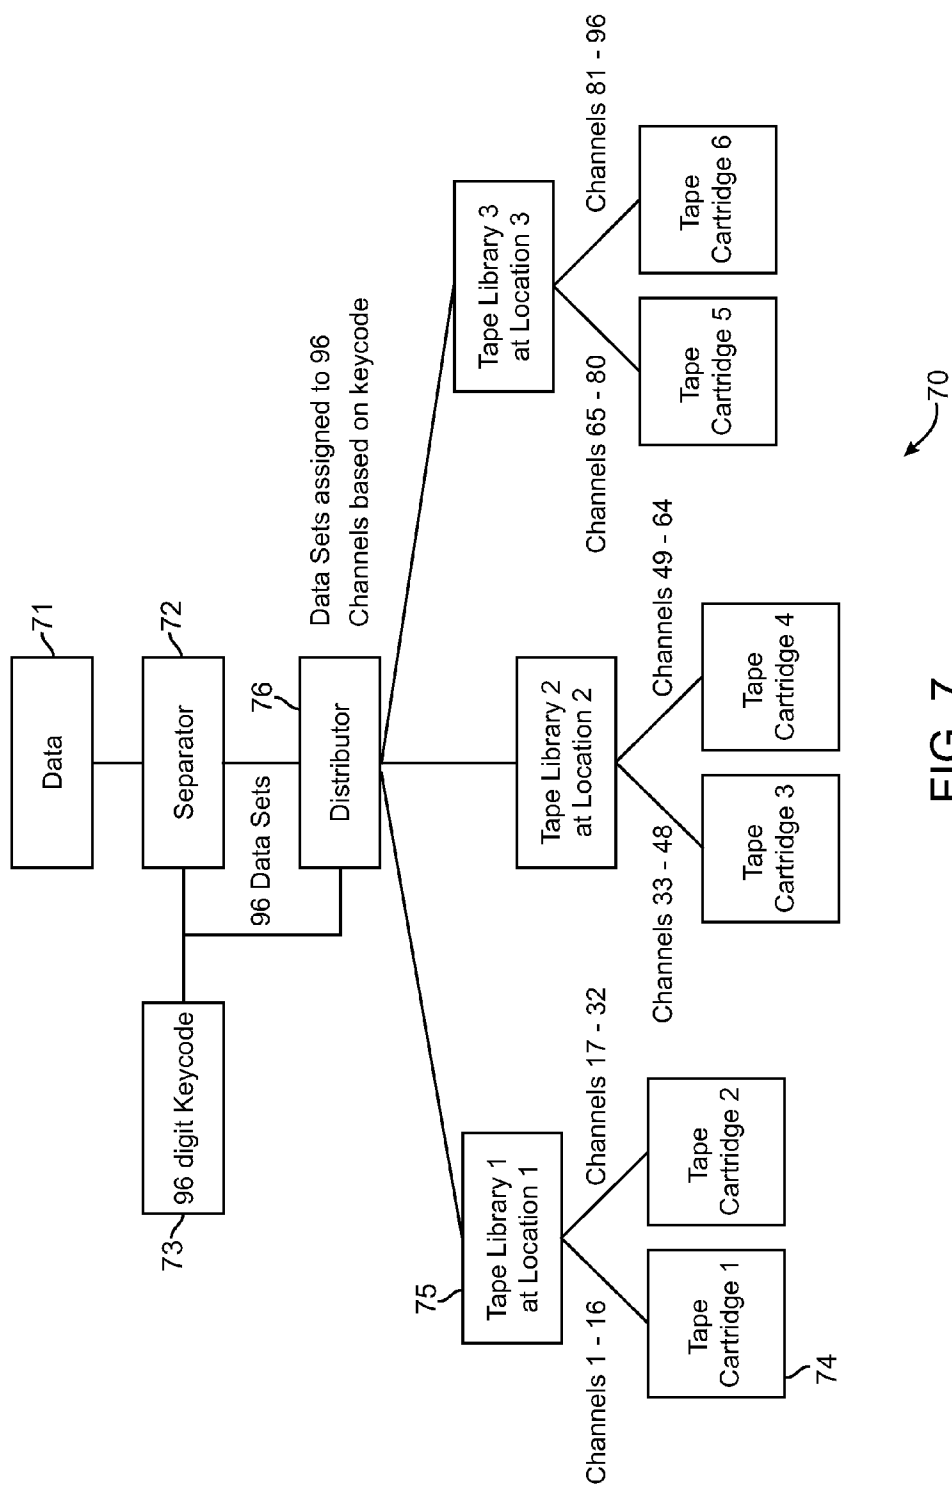 Data
71
Separator
72
96 digit Keycode
73
96 Data Sets
76
Distributor
Data Sets assigned to 96
Channels based on keycode
75
Tape Library 1
at Location 1
Tape Library 2
at Location 2
Tape Library 3
at Location 3
Channels 1 - 16
Channels 17 - 32
Channels 33 - 48
Channels 49 - 64
Channels 65 - 80
Channels 81 - 96
Tape
Cartridge 1
74
Tape
Cartridge 2
Tape
Cartridge 3
Tape
Cartridge 4
Tape
Cartridge 5
Tape
Cartridge 6
70
FIG. 7